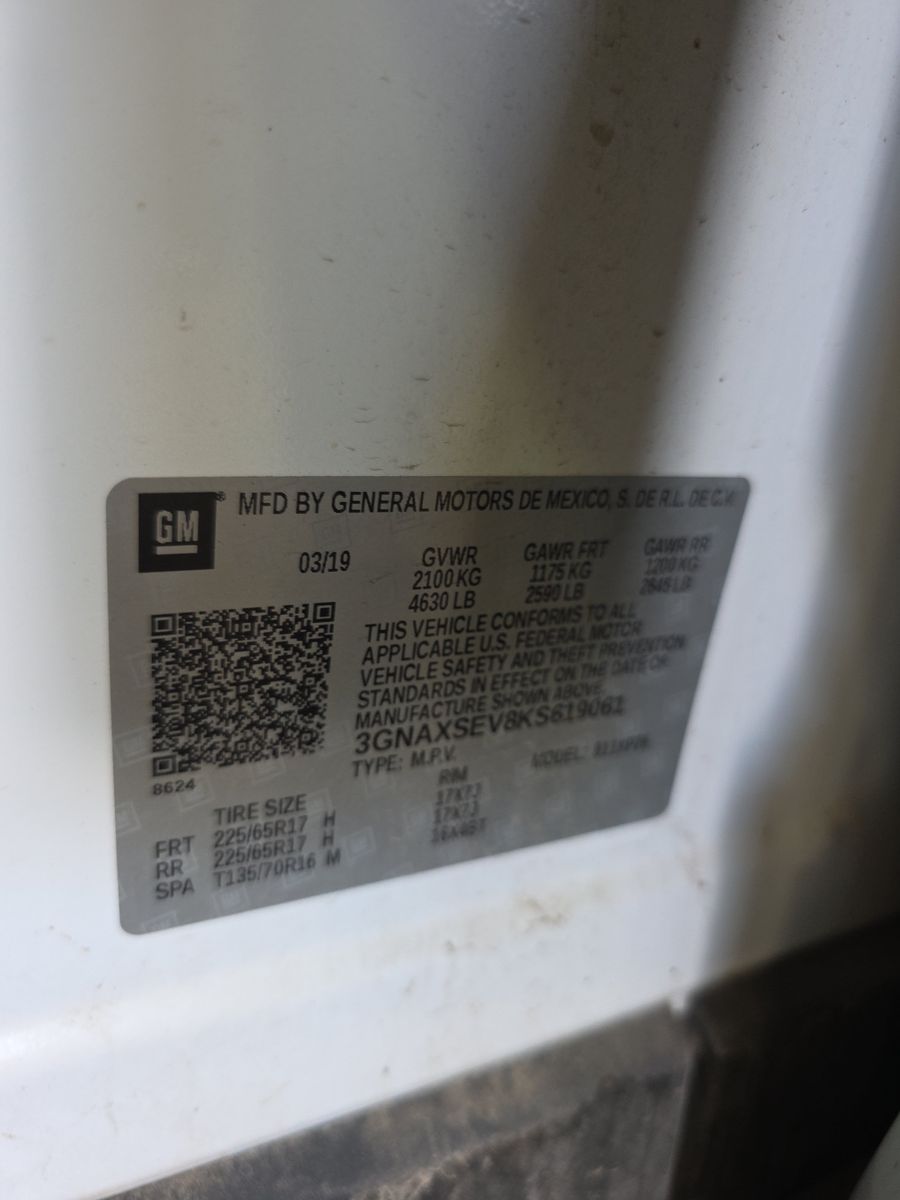 GM
MFD BY GENERAL MOTORS DE MEXICO, S. DE R.L. DE C.V.
03/19 GVWR GAWR FRT GAWR RR
2100 KG 1175 KG 1200 KG
4630 LB 2590 LB 2645 LB
THIS VEHICLE CONFORMS TO ALL
APPLICABLE U.S. FEDERAL MOTOR
VEHICLE SAFETY AND THEFT PREVENTION
STANDARDS IN EFFECT ON THE DATE OF
MANUFACTURE SHOWN ABOVE.
3GNAXSEV8KS619061
TYPE: M.P.V. MODEL:
8624
TIRE SIZE RIM
FRT 225/65R17 H 17X7J
RR 225/65R17 H 17X7J
SPA T135/70R16 M